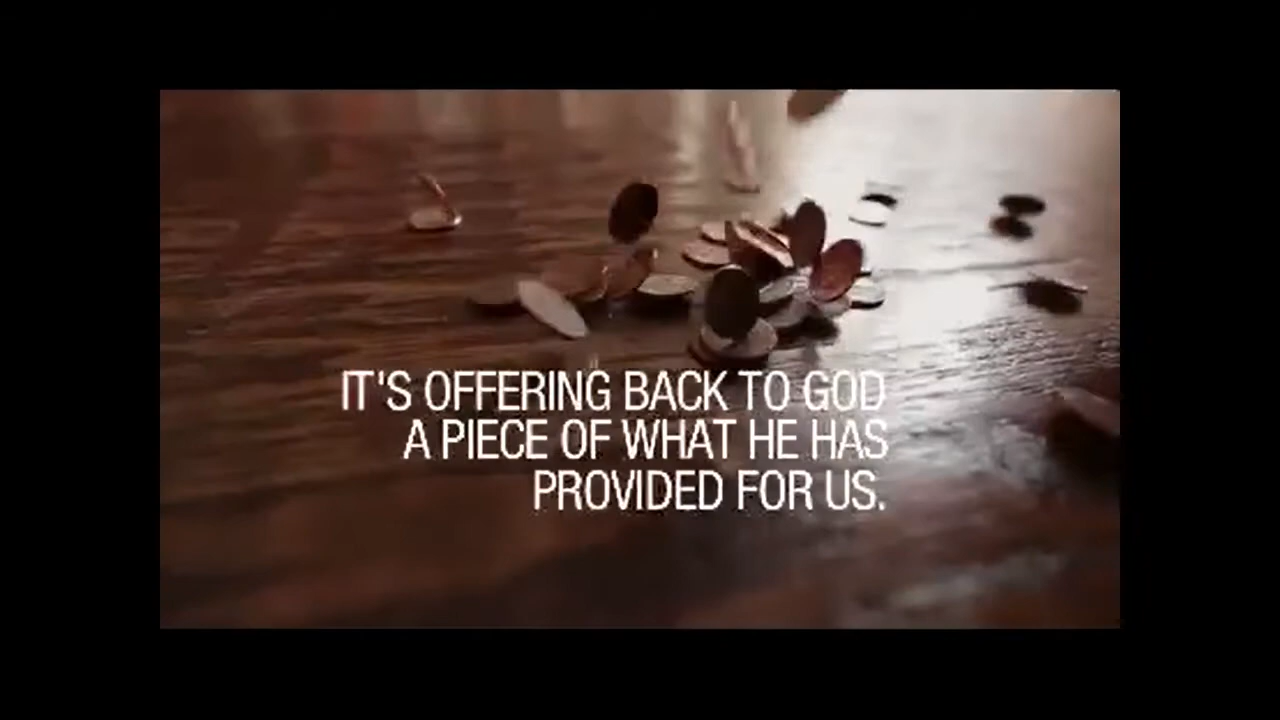 IT'S OFFERING BACK TO GOD
A PIECE OF WHAT HE HAS
PROVIDED FOR US.